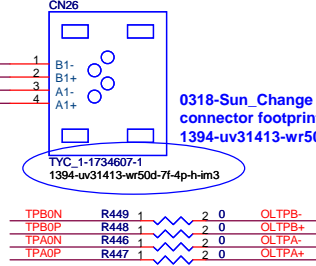 CN26
1 B1-
2 B1+
3 A1-
4 A1+
0318-Sun_Change
connector footprin
1394-uv31413-wr50
TYC_1-1734607-1
1394-uv31413-wr50d-7f-4p-h-im3
TPB0N R449 1 2 0 OLTPB-
TPB0P R448 1 2 0 OLTPB+
TPA0N R446 1 2 0 OLTPA-
TPA0P R447 1 2 0 OLTPA+